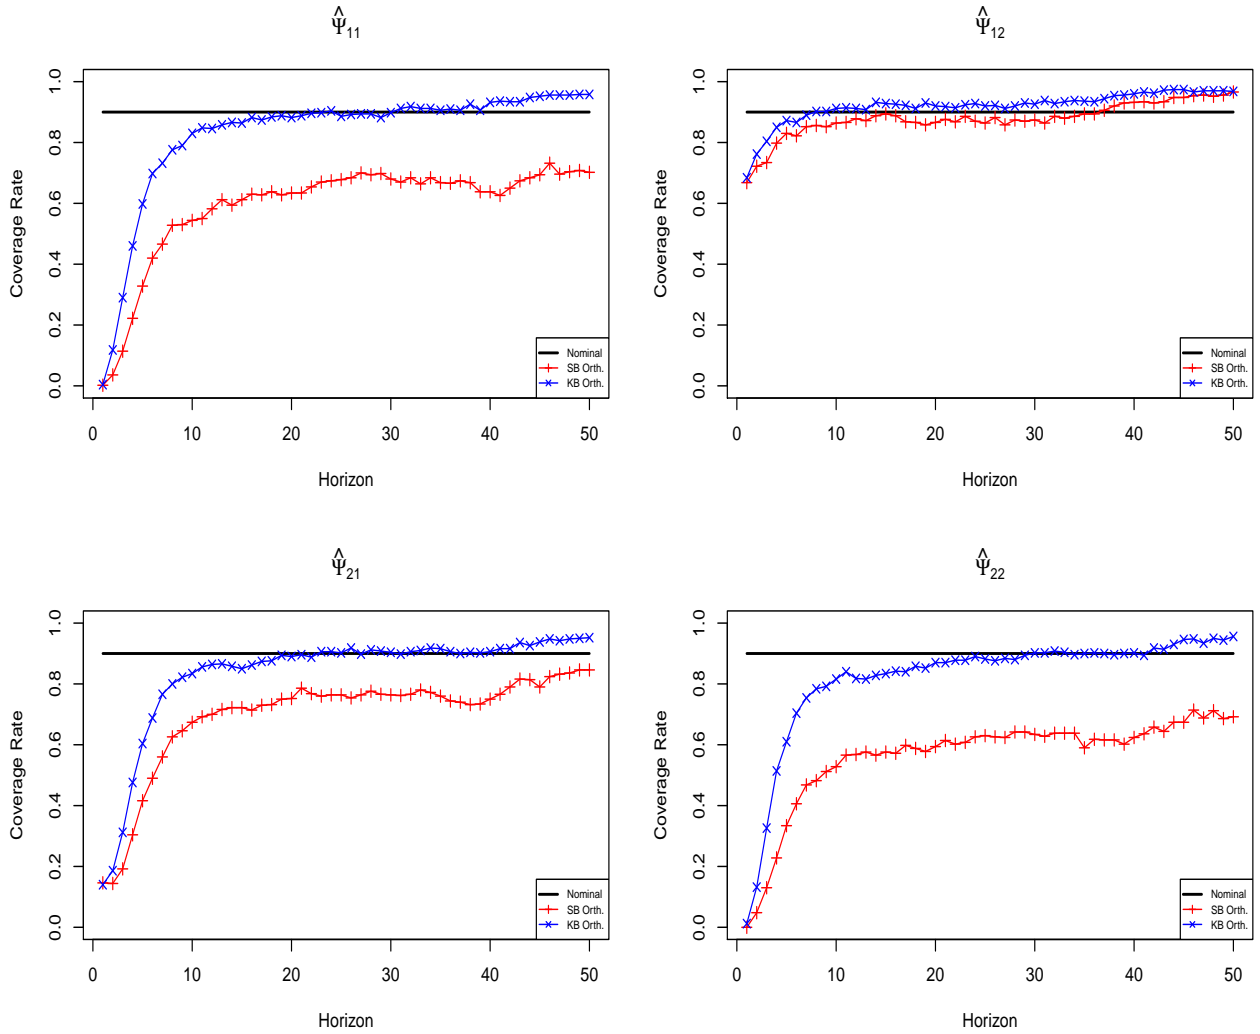 Ψ̂11
Coverage Rate
1.0
0.8
0.6
0.4
0.2
0.0
Nominal
SB Orth.
KB Orth.
0 10 20 30 40 50
Horizon
Ψ̂12
Coverage Rate
1.0
0.8
0.6
0.4
0.2
0.0
Nominal
SB Orth.
KB Orth.
0 10 20 30 40 50
Horizon
Ψ̂21
Coverage Rate
1.0
0.8
0.6
0.4
0.2
0.0
Nominal
SB Orth.
KB Orth.
0 10 20 30 40 50
Horizon
Ψ̂22
Coverage Rate
1.0
0.8
0.6
0.4
0.2
0.0
Nominal
SB Orth.
KB Orth.
0 10 20 30 40 50
Horizon